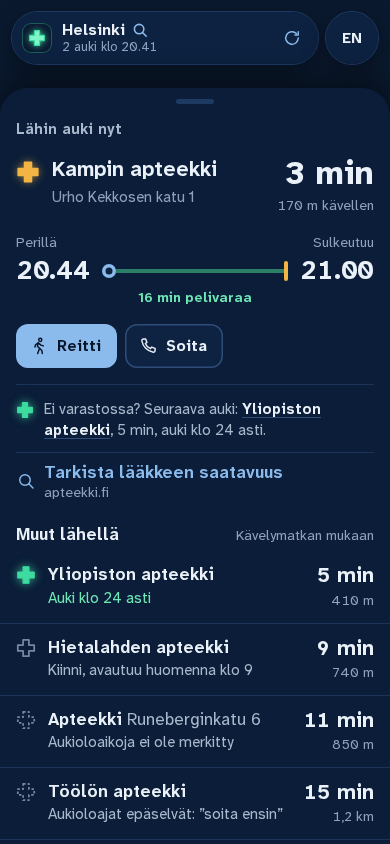 Helsinki
2 auki klo 20.41
EN
Lähin auki nyt
Kampin apteekki
3 min
Urho Kekkosen katu 1
170 m kävellen
Perillä
Sulkeutuu
20.44
21.00
16 min pelivaraa
Reitti
Soita
Ei varastossa? Seuraava auki: Yliopiston
apteekki, 5 min, auki klo 24 asti.
Tarkista lääkkeen saatavuus
apteekki.fi
Muut lähellä
Kävelymatkan mukaan
Yliopiston apteekki
5 min
Auki klo 24 asti
410 m
Hietalahden apteekki
9 min
Kiinni, avautuu huomenna klo 9
740 m
Apteekki Runeberginkatu 6
11 min
Aukioloaikoja ei ole merkitty
850 m
Töölön apteekki
15 min
Aukioloajat epäselvät: ”soita ensin”
1,2 km